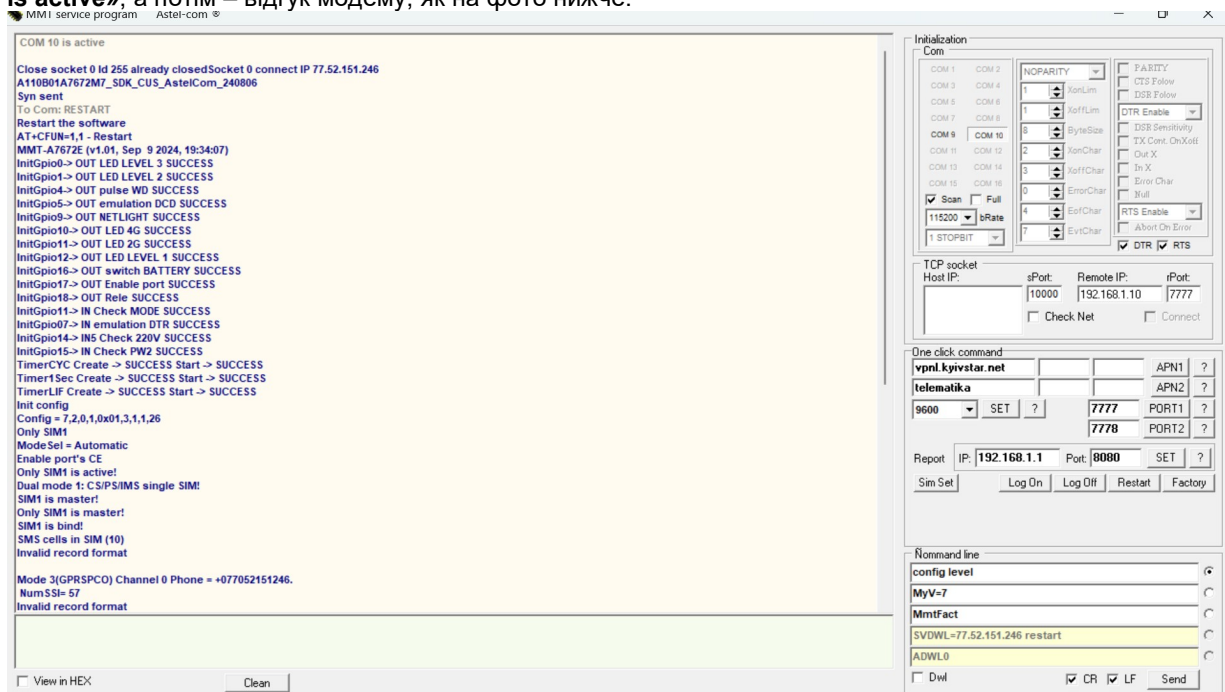 is active», а потім – відгук модему, як на фото нижче:
MMT service program Astel-com ®
COM 10 is active
Close socket 0 Id 255 already closedSocket 0 connect IP 77.52.151.246
A110B01A7672M7_SDK_CUS_AstelCom_240806
Syn sent
To Com: RESTART
Restart the software
AT+CFUN=1,1 - Restart
MMT-A7672E (v1.01, Sep 9 2024, 19:34:07)
InitGpio0-> OUT LED LEVEL 3 SUCCESS
InitGpio1-> OUT LED LEVEL 2 SUCCESS
InitGpio4-> OUT pulse WD SUCCESS
InitGpio5-> OUT emulation DCD SUCCESS
InitGpio9-> OUT NETLIGHT SUCCESS
InitGpio10-> OUT LED 4G SUCCESS
InitGpio11-> OUT LED 2G SUCCESS
InitGpio12-> OUT LED LEVEL 1 SUCCESS
InitGpio16-> OUT switch BATTERY SUCCESS
InitGpio17-> OUT Enable port SUCCESS
InitGpio18-> OUT Rele SUCCESS
InitGpio11-> IN Check MODE SUCCESS
InitGpio07-> IN emulation DTR SUCCESS
InitGpio14-> IN5 Check 220V SUCCESS
InitGpio15-> IN Check PW2 SUCCESS
TimerCYC Create -> SUCCESS Start -> SUCCESS
Timer1Sec Create -> SUCCESS Start -> SUCCESS
TimerLIF Create -> SUCCESS Start -> SUCCESS
Init config
Config = 7,2,0,1,0x01,3,1,1,26
Only SIM1
ModeSel = Automatic
Enable port's CE
Only SIM1 is active!
Dual mode 1: CS/PS/IMS single SIM!
SIM1 is master!
Only SIM1 is master!
SIM1 is bind!
SMS cells in SIM (10)
Invalid record format
Mode 3(GPRSPCO) Channel 0 Phone = +077052151246.
NumSSI= 57
Invalid record format
View in HEX Clean
Initialization
Com
COM 1 COM 2 NOPARITY PARITY
COM 3 COM 4 1 XonLim CTS Folow
COM 5 COM 6 DSR Folow
COM 7 COM 8 1 XoffLim DTR Enable
COM 9 COM 10 8 ByteSize DSR Sensitivity
TX Cont. OnXoff
COM 11 COM 12 2 XonChar Out X
COM 13 COM 14 3 XoffChar In X
COM 15 COM 16 0 ErrorChar Error Char
Null
Scan Full
115200 bRate 4 EofChar RTS Enable
1 STOPBIT 7 EvtChar Abort On Error
DTR RTS
TCP socket
Host IP: sPort: Remote IP: rPort:
10000 192.168.1.10 7777
Check Net Connect
One click command
vpnl.kyivstar.net APN1 ?
telematika APN2 ?
9600 SET ? 7777 PORT1 ?
7778 PORT2 ?
Report IP: 192.168.1.1 Port: 8080 SET ?
Sim Set Log On Log Off Restart Factory
Ñommand line
config level
MyV=7
MmtFact
SVDWL=77.52.151.246 restart
ADWL0
Dwl CR LF Send